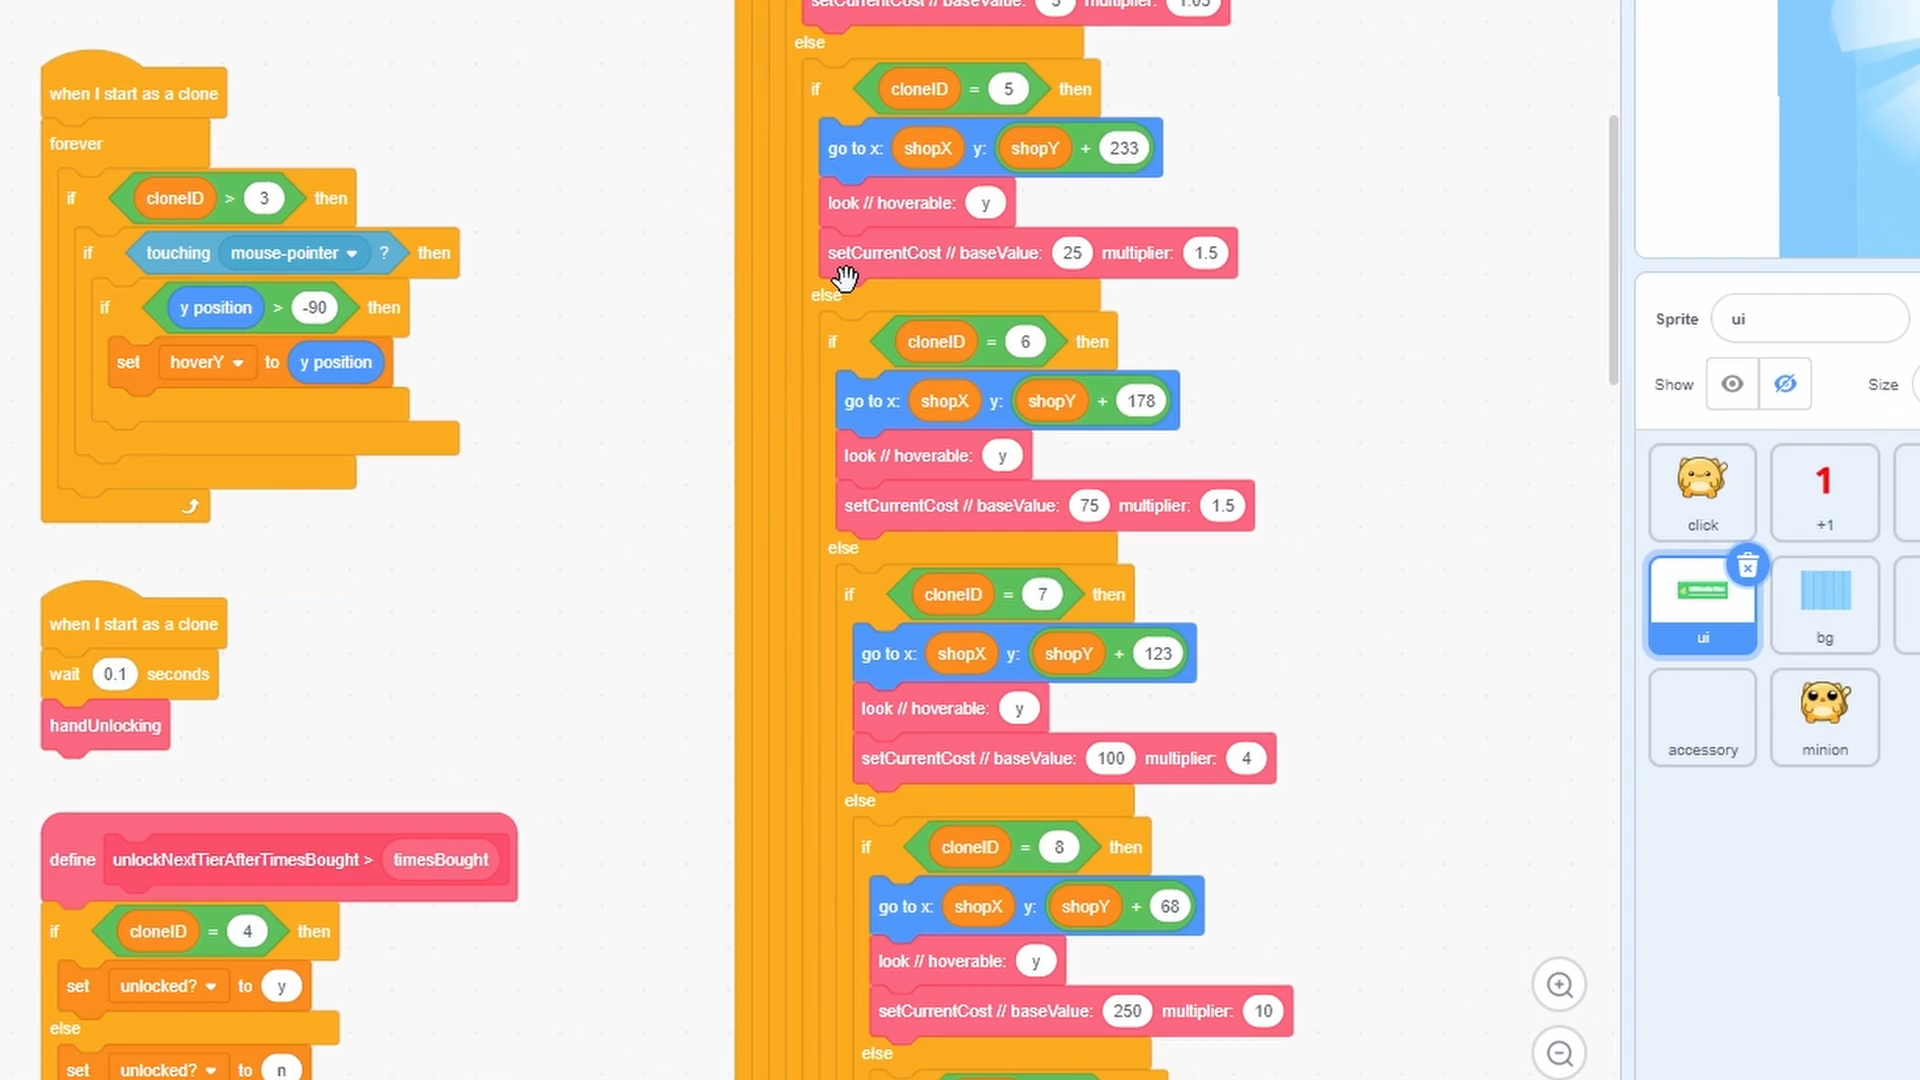 when I start as a clone
forever
if cloneID > 3 then
if touching mouse-pointer ? then
if y position > -90 then
set hoverY to y position
when I start as a clone
wait 0.1 seconds
handUnlocking
define unlockNextTierAfterTimesBought > timesBought
if cloneID = 4 then
set unlocked? to y
else
set unlocked? to n
setCurrentCost // baseValue: 5 multiplier: 1.05
else
if cloneID = 5 then
go to x: shopX y: shopY + 233
look // hoverable: y
setCurrentCost // baseValue: 25 multiplier: 1.5
else
if cloneID = 6 then
go to x: shopX y: shopY + 178
look // hoverable: y
setCurrentCost // baseValue: 75 multiplier: 1.5
else
if cloneID = 7 then
go to x: shopX y: shopY + 123
look // hoverable: y
setCurrentCost // baseValue: 100 multiplier: 4
else
if cloneID = 8 then
go to x: shopX y: shopY + 68
look // hoverable: y
setCurrentCost // baseValue: 250 multiplier: 10
else
Sprite ui
Show Size
click
1
+1
ui
bg
accessory
minion